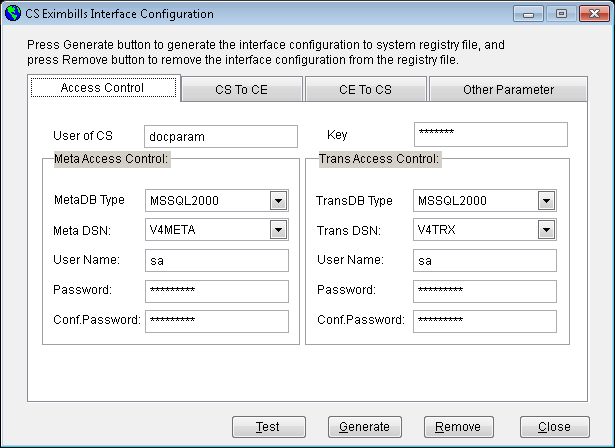 CS Eximbills Interface Configuration
Press Generate button to generate the interface configuration to system registry file, and
press Remove button to remove the interface configuration from the registry file.
Access Control CS To CE CE To CS Other Parameter
User of CS docparam Key *******
Meta Access Control: Trans Access Control:
MetaDB Type MSSQL2000 TransDB Type MSSQL2000
Meta DSN: V4META Trans DSN: V4TRX
User Name: sa User Name: sa
Password: ********* Password: *********
Conf.Password: ********* Conf.Password: *********
Test Generate Remove Close